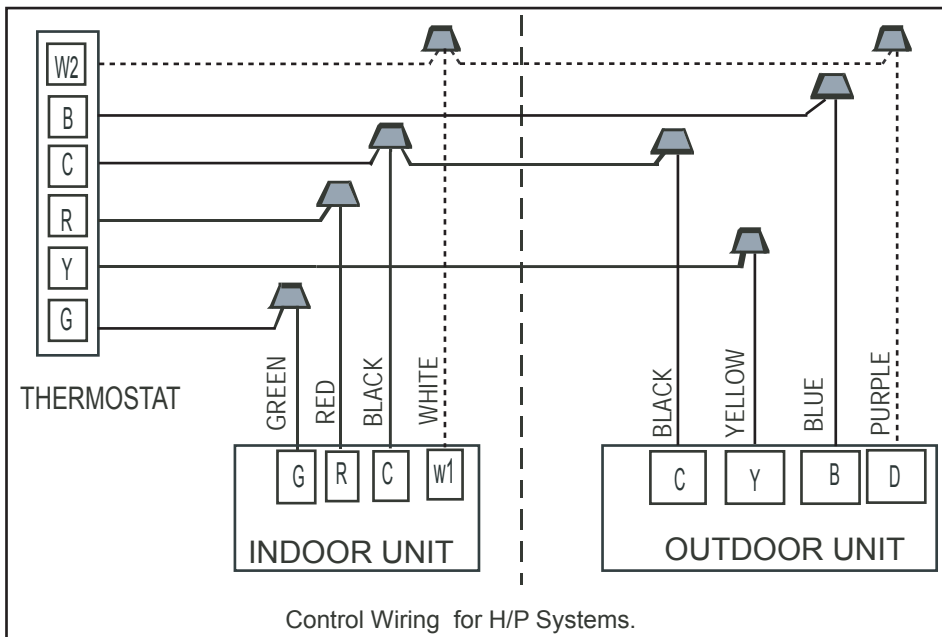 W2
B
C
R
Y
G
THERMOSTAT
GREEN
RED
BLACK
WHITE
BLACK
YELLOW
BLUE
PURPLE
G R C W1
C Y B D
INDOOR UNIT
OUTDOOR UNIT
Control Wiring for H/P Systems.